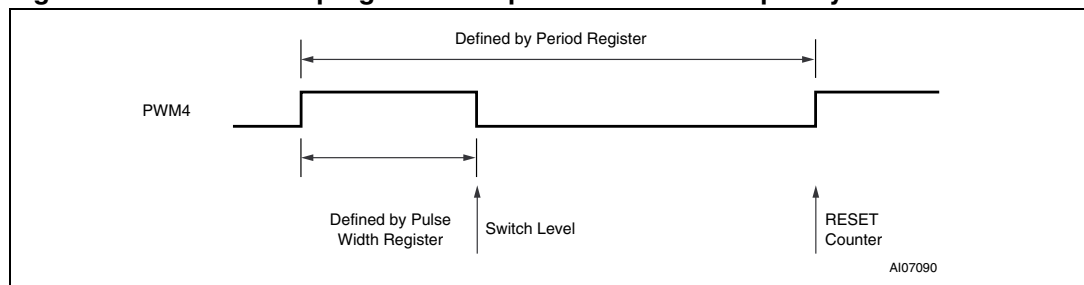 Defined by Period Register
PWM4
Defined by Pulse
Width Register
Switch Level
RESET
Counter
AI07090